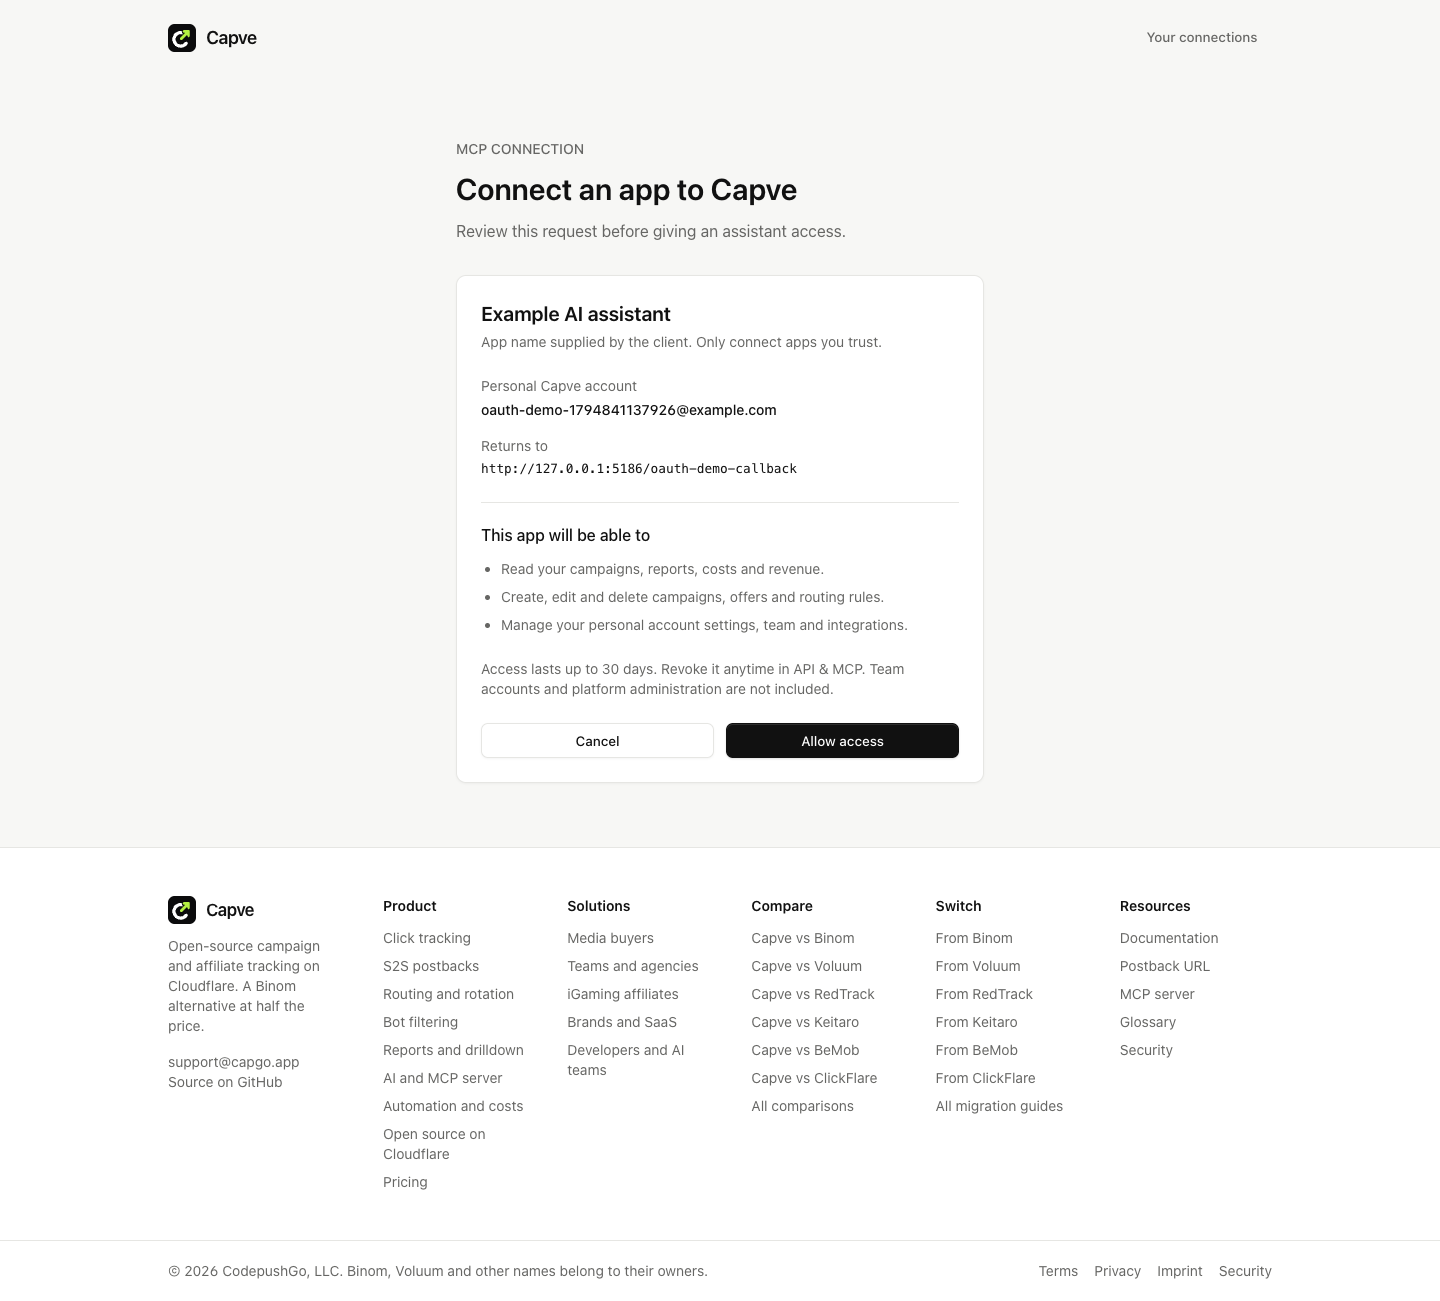 Capve
Your connections
MCP CONNECTION
Connect an app to Capve
Review this request before giving an assistant access.
Example AI assistant
App name supplied by the client. Only connect apps you trust.
Personal Capve account
oauth-demo-1794841137926@example.com
Returns to
http://127.0.0.1:5186/oauth-demo-callback
This app will be able to
• Read your campaigns, reports, costs and revenue.
• Create, edit and delete campaigns, offers and routing rules.
• Manage your personal account settings, team and integrations.
Access lasts up to 30 days. Revoke it anytime in API & MCP. Team
accounts and platform administration are not included.
Cancel
Allow access
Capve
Open-source campaign
and affiliate tracking on
Cloudflare. A Binom
alternative at half the
price.
support@capgo.app
Source on GitHub
Product
Click tracking
S2S postbacks
Routing and rotation
Bot filtering
Reports and drilldown
AI and MCP server
Automation and costs
Open source on
Cloudflare
Pricing
Solutions
Media buyers
Teams and agencies
iGaming affiliates
Brands and SaaS
Developers and AI
teams
Compare
Capve vs Binom
Capve vs Voluum
Capve vs RedTrack
Capve vs Keitaro
Capve vs BeMob
Capve vs ClickFlare
All comparisons
Switch
From Binom
From Voluum
From RedTrack
From Keitaro
From BeMob
From ClickFlare
All migration guides
Resources
Documentation
Postback URL
MCP server
Glossary
Security
© 2026 CodepushGo, LLC. Binom, Voluum and other names belong to their owners.
Terms
Privacy
Imprint
Security